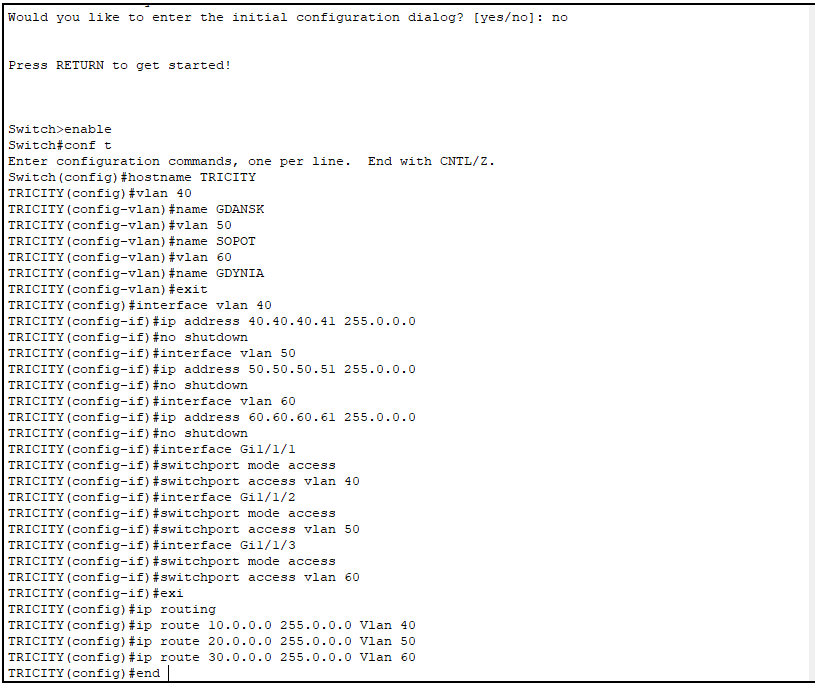 Would you like to enter the initial configuration dialog? [yes/no]: no
Press RETURN to get started!
Switch>enable
Switch#conf t
Enter configuration commands, one per line.  End with CNTL/Z.
Switch(config)#hostname TRICITY
TRICITY(config)#vlan 40
TRICITY(config-vlan)#name GDANSK
TRICITY(config-vlan)#vlan 50
TRICITY(config-vlan)#name SOPOT
TRICITY(config-vlan)#vlan 60
TRICITY(config-vlan)#name GDYNIA
TRICITY(config-vlan)#exit
TRICITY(config)#interface vlan 40
TRICITY(config-if)#ip address 40.40.40.41 255.0.0.0
TRICITY(config-if)#no shutdown
TRICITY(config-if)#interface vlan 50
TRICITY(config-if)#ip address 50.50.50.51 255.0.0.0
TRICITY(config-if)#no shutdown
TRICITY(config-if)#interface vlan 60
TRICITY(config-if)#ip address 60.60.60.61 255.0.0.0
TRICITY(config-if)#no shutdown
TRICITY(config-if)#interface Gi1/1/1
TRICITY(config-if)#switchport mode access
TRICITY(config-if)#switchport access vlan 40
TRICITY(config-if)#interface Gi1/1/2
TRICITY(config-if)#switchport mode access
TRICITY(config-if)#switchport access vlan 50
TRICITY(config-if)#interface Gi1/1/3
TRICITY(config-if)#switchport mode access
TRICITY(config-if)#switchport access vlan 60
TRICITY(config-if)#exi
TRICITY(config)#ip routing
TRICITY(config)#ip route 10.0.0.0 255.0.0.0 Vlan 40
TRICITY(config)#ip route 20.0.0.0 255.0.0.0 Vlan 50
TRICITY(config)#ip route 30.0.0.0 255.0.0.0 Vlan 60
TRICITY(config)#end